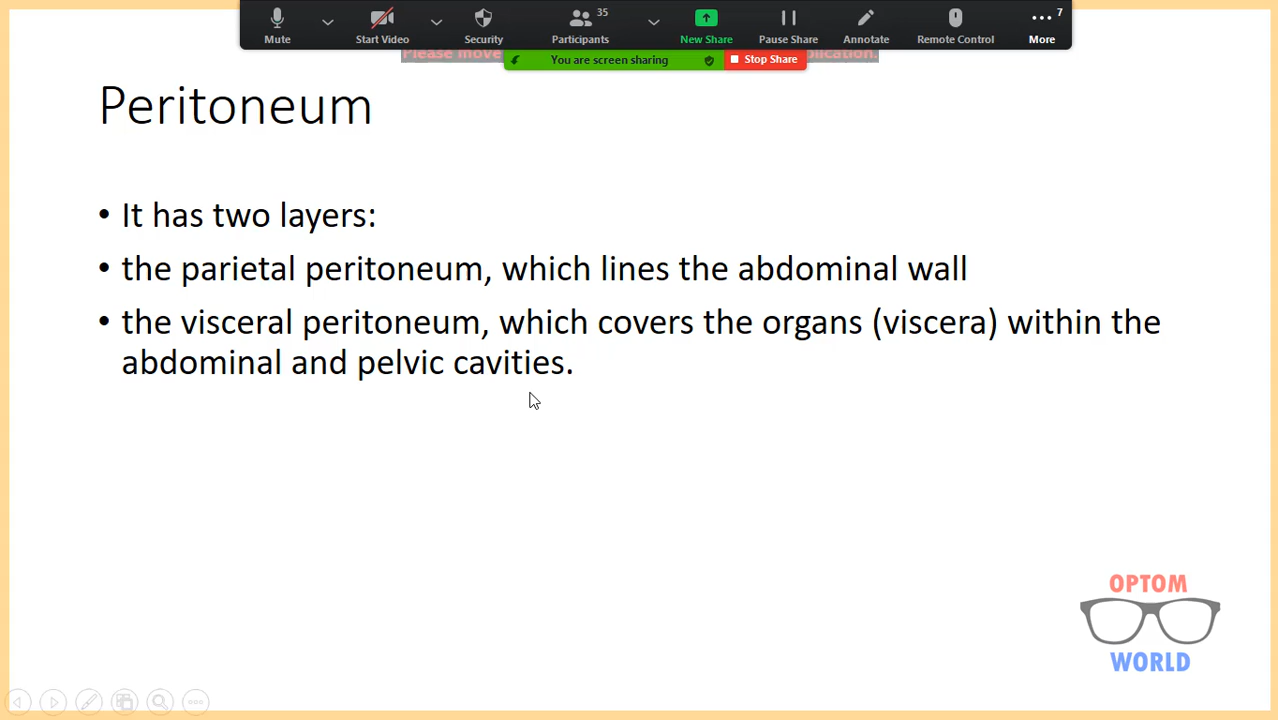 Mute
Start Video
Security
Participants
35
New Share
Pause Share
Annotate
Remote Control
More
7
Please move
You are screen sharing
Stop Share
Peritoneum
• It has two layers:
• the parietal peritoneum, which lines the abdominal wall
• the visceral peritoneum, which covers the organs (viscera) within the
abdominal and pelvic cavities.
OPTOM
WORLD